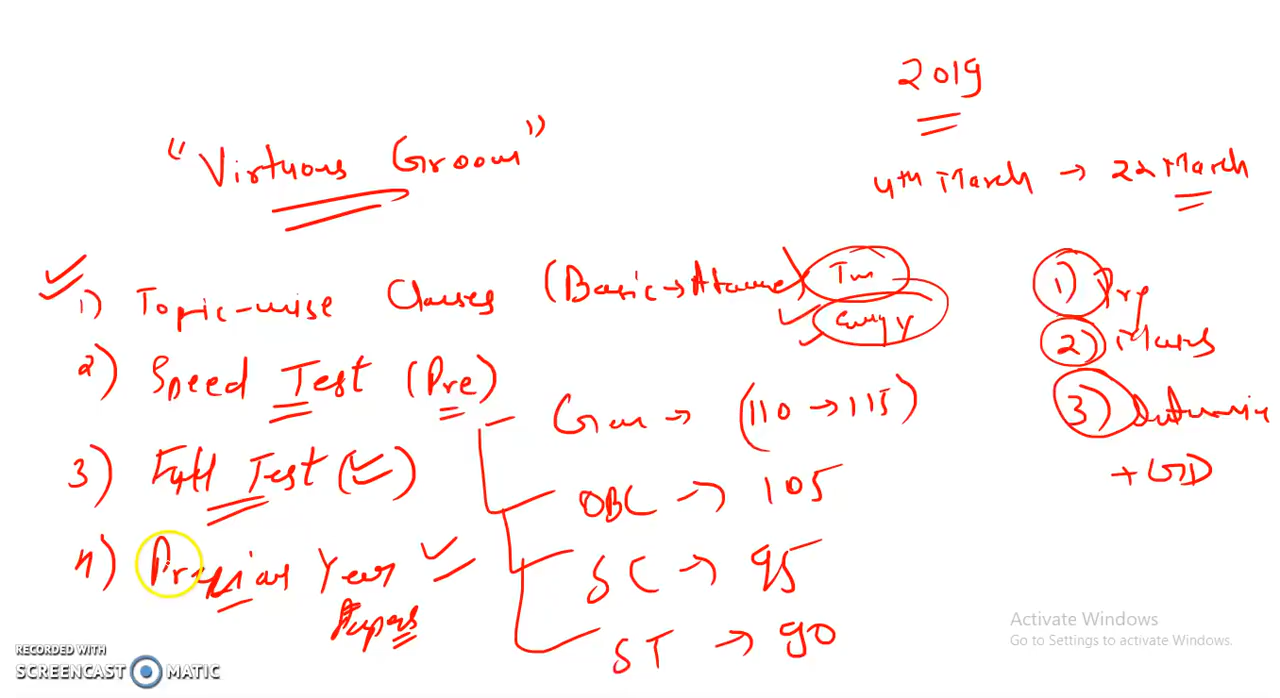 2019
"Virtuous Groom"
4th March → 22 March
1) Topic-wise Classes (Basic →
1) Pre
2) Mains
2) Speed Test (Pre)
3)
+ GD
Gen → (110 → 115)
3) Full Test (✓)
OBC → 105
4) Previous Year Papers
SC → 95
ST → 90
RECORDED WITH
SCREENCAST MATIC
Activate Windows
Go to Settings to activate Windows.